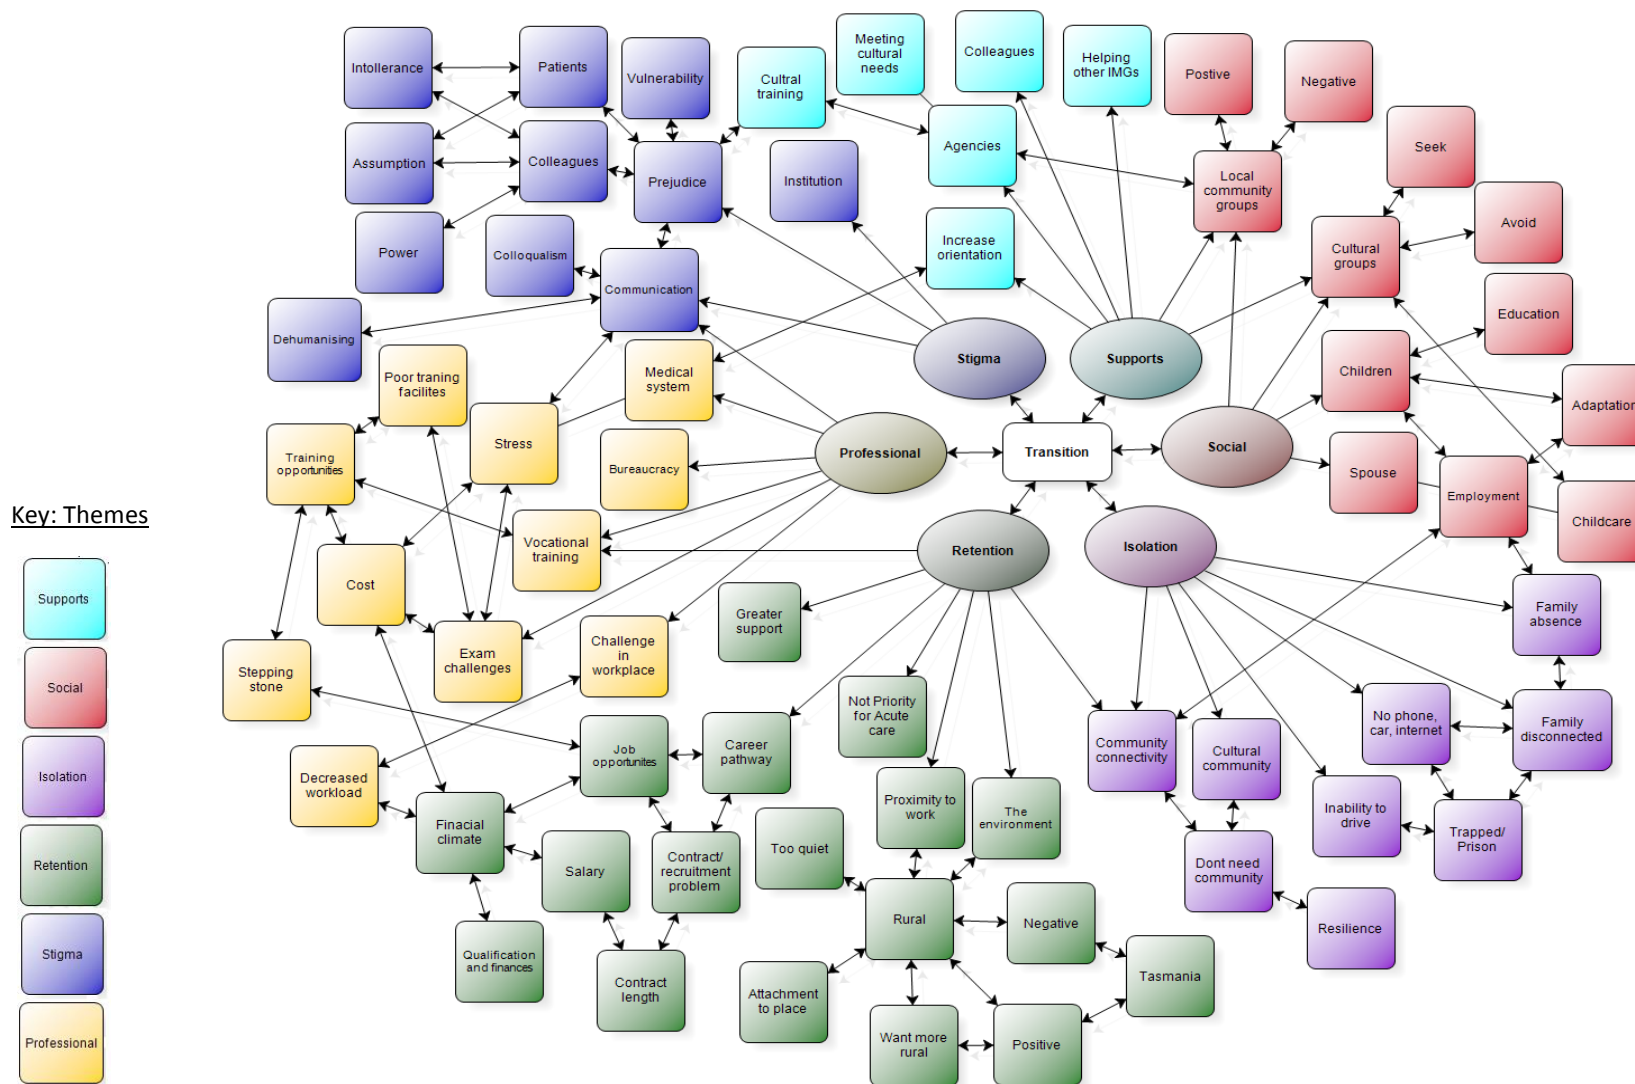 Intollerance
Patients
Vulnerability
Cultral
training
Meeting
cultural
needs
Colleagues
Helping
other IMGs
Postive
Negative
Assumption
Colleagues
Prejudice
Institution
Agencies
Local
community
groups
Seek
Power
Colloqualism
Communication
Increase
orientation
Cultural
groups
Avoid
Dehumanising
Poor traning
facilites
Medical
system
Stigma
Supports
Children
Education
Adaptation
Training
opportunities
Stress
Bureaucracy
Professional
Transition
Social
Spouse
Employment
Childcare
Key: Themes
Vocational
training
Retention
Isolation
Cost
Greater
support
Family
absence
Supports
Stepping
stone
Exam
challenges
Challenge
in
workplace
Not Priority
for Acute
care
No phone,
car, internet
Family
disconnected
Social
Decreased
workload
Job
opportunites
Career
pathway
Community
connectivity
Cultural
community
Isolation
Finacial
climate
Salary
Contract/
recruitment
problem
Too quiet
Proximity to
work
The
environment
Inability to
drive
Trapped/
Prison
Dont need
community
Retention
Qualification
and finances
Contract
length
Rural
Negative
Resilience
Stigma
Attachment
to place
Tasmania
Want more
rural
Positive
Professional